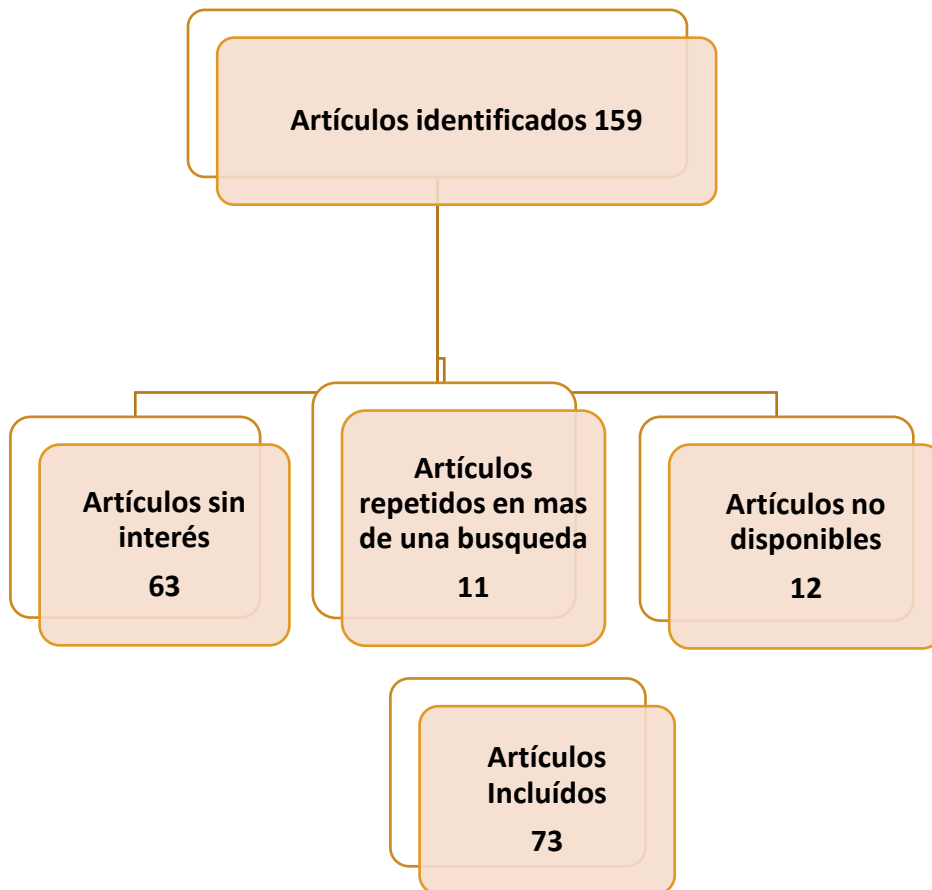 Artículos identificados 159
Artículos sin
interés
63
Artículos
repetidos en mas
de una busqueda
11
Artículos no
disponibles
12
Artículos
Incluídos
73